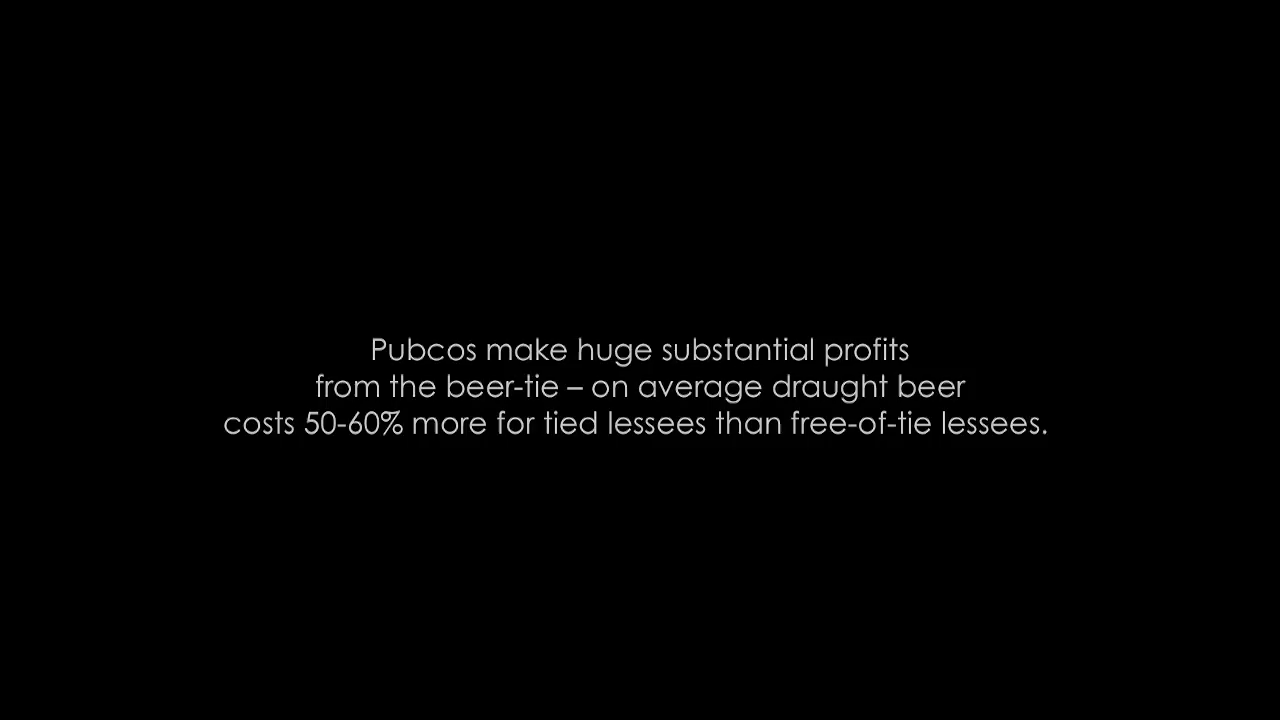 Pubcos make huge substantial profits
from the beer-tie – on average draught beer
costs 50-60% more for tied lessees than free-of-tie lessees.